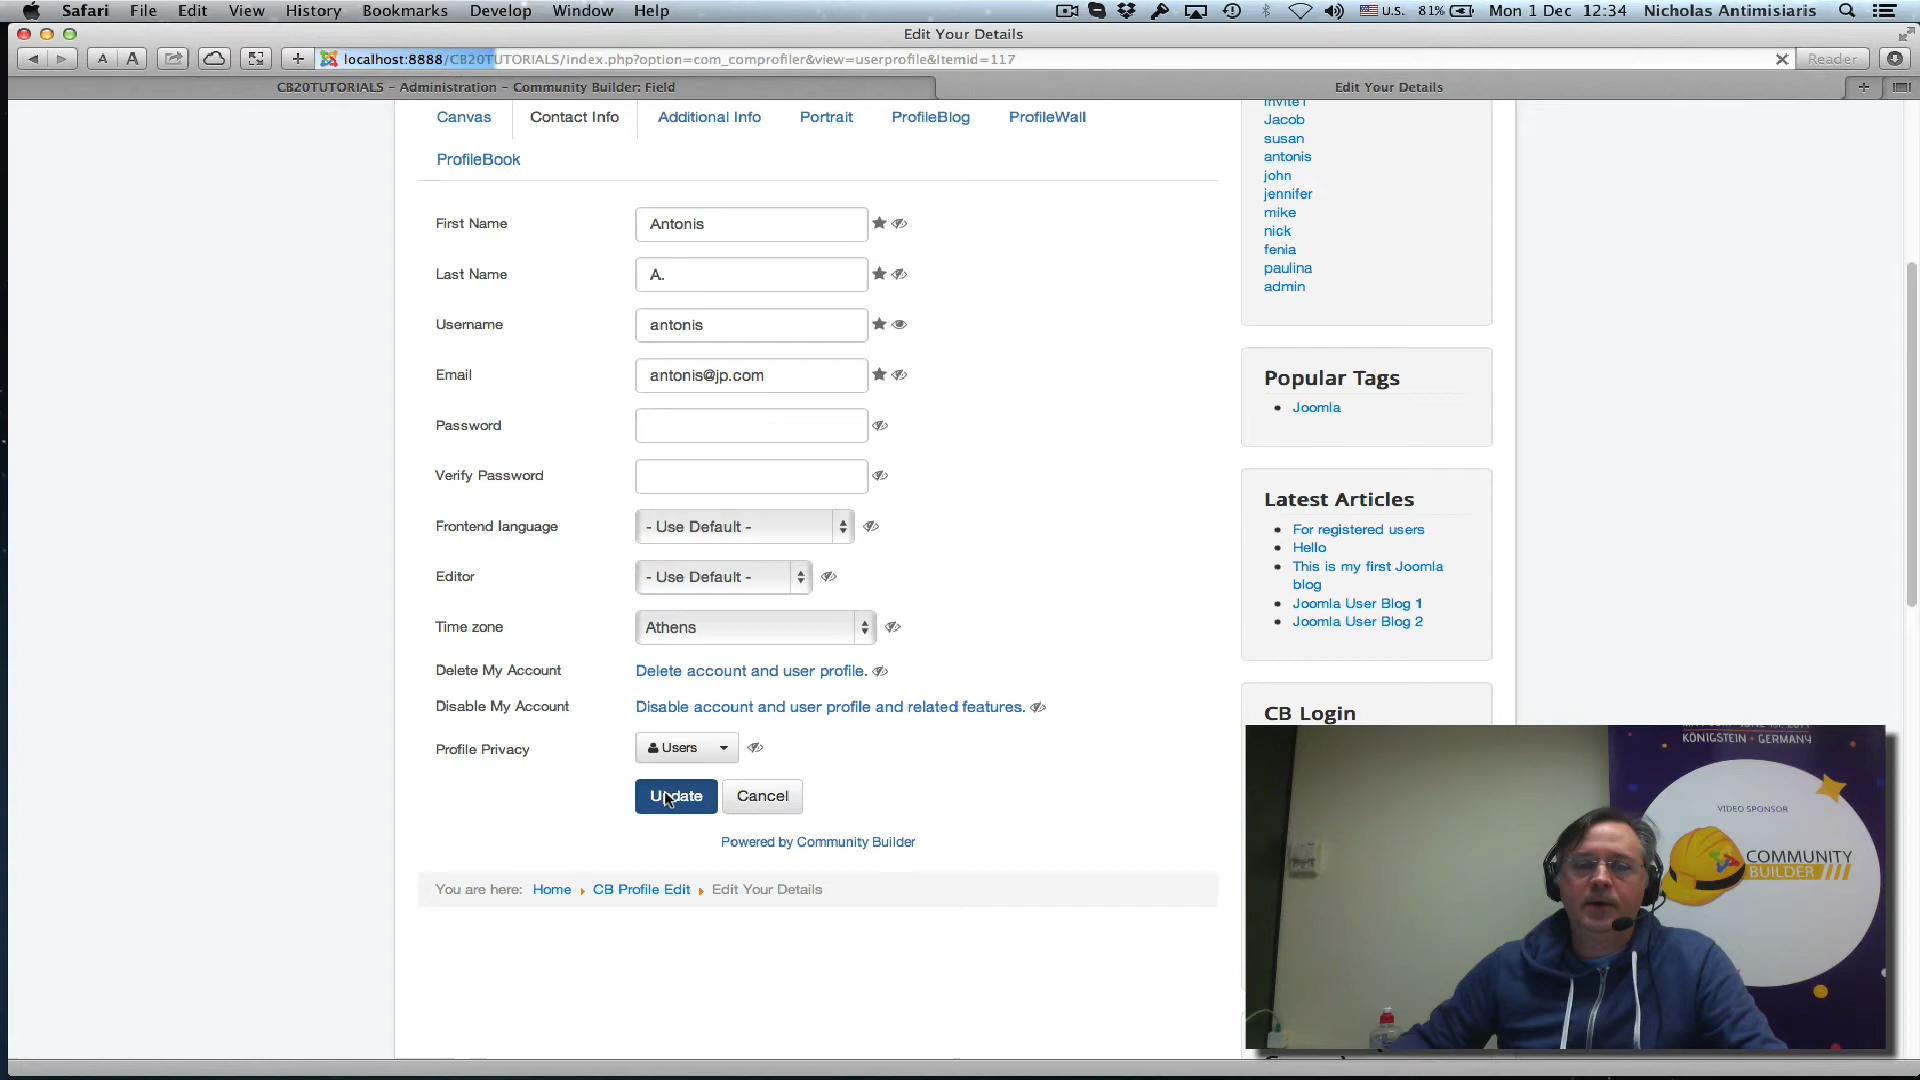 Safari File Edit View History Bookmarks Develop Window Help U.S. 81% Mon 1 Dec 12:34 Nicholas Antimisiaris
Edit Your Details
A A localhost:8888/CB20TUTORIALS/index.php?option=com_comprofiler&view=userprofile&Itemid=117 Reader
CB20TUTORIALS - Administration - Community Builder: Field Edit Your Details
Canvas Contact Info Additional Info Portrait ProfileBlog ProfileWall
ProfileBook
First Name Antonis
Last Name A.
Username antonis
Email antonis@jp.com
Password
Verify Password
Frontend language - Use Default -
Editor - Use Default -
Time zone Athens
Delete My Account Delete account and user profile.
Disable My Account Disable account and user profile and related features.
Profile Privacy Users
Update Cancel
Powered by Community Builder
You are here: Home CB Profile Edit Edit Your Details
invite1
Jacob
susan
antonis
john
jennifer
mike
nick
fenia
paulina
admin
Popular Tags
Joomla
Latest Articles
For registered users
Hello
This is my first Joomla
blog
Joomla User Blog 1
Joomla User Blog 2
CB Login
KÖNIGSTEIN • GERMANY
VIDEO SPONSOR
COMMUNITY
BUILDER